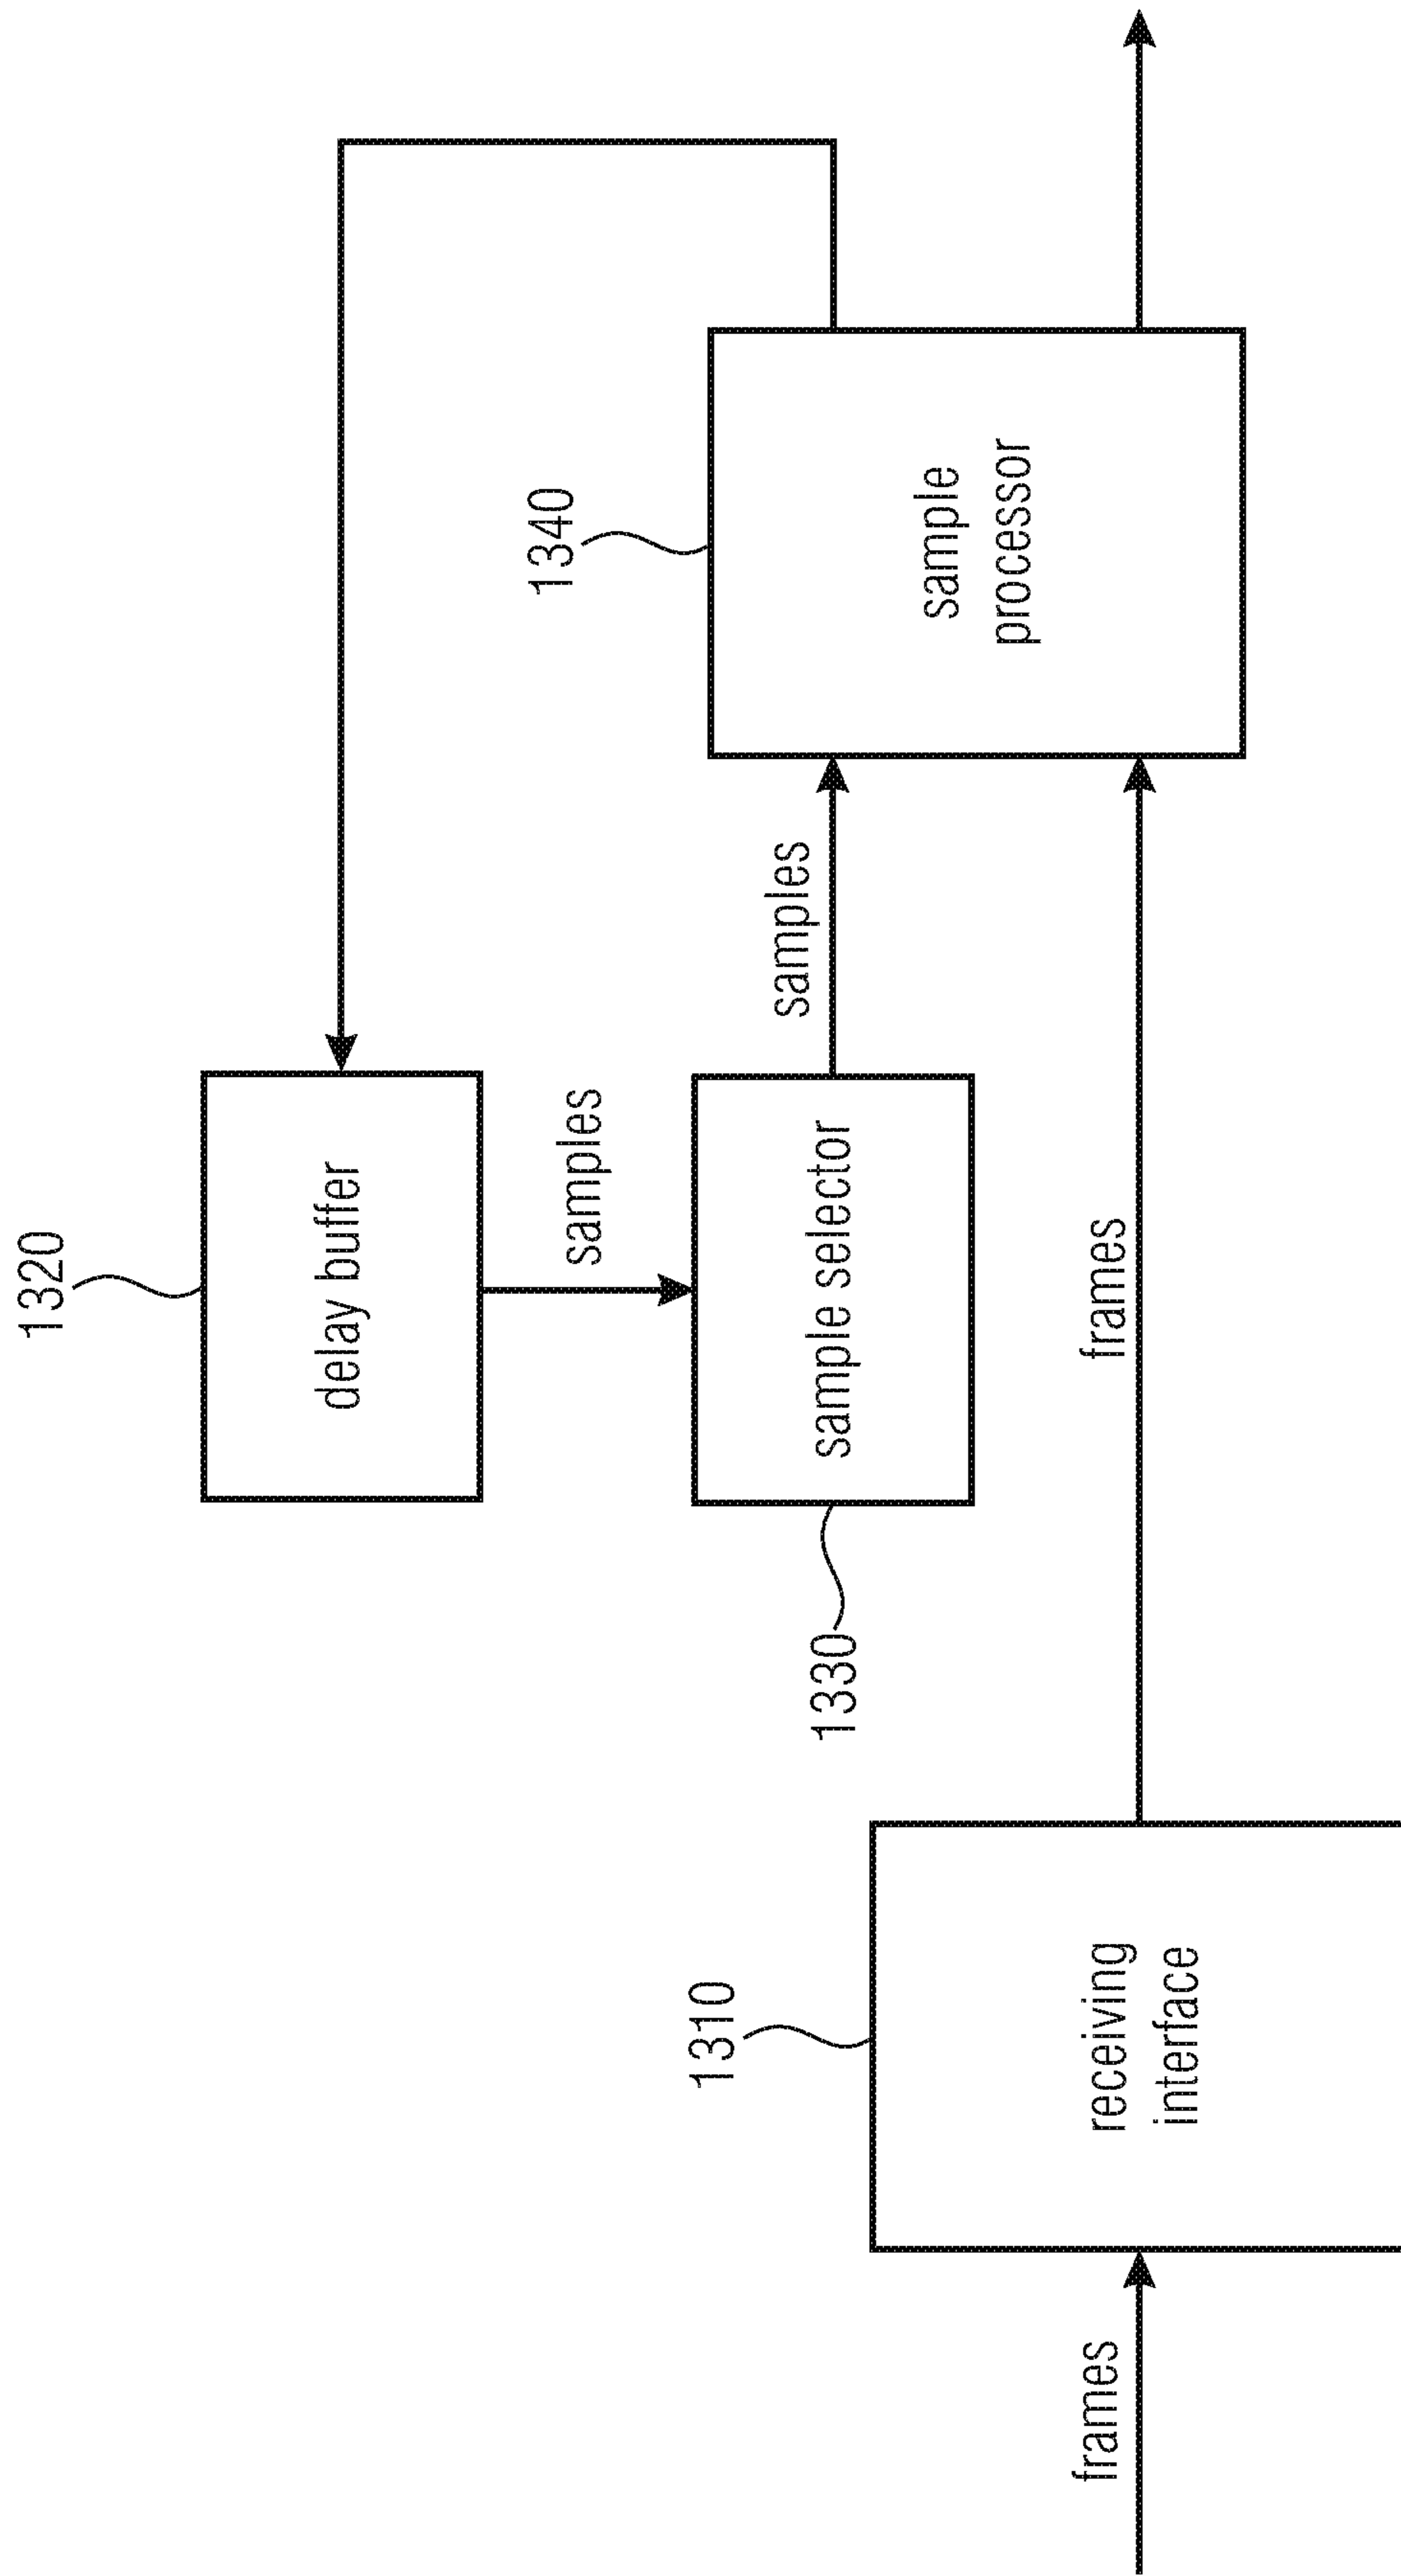 1320
delay buffer
samples
1340
sample
processor
1330
sample selector
samples
1310
receiving
interface
frames
frames